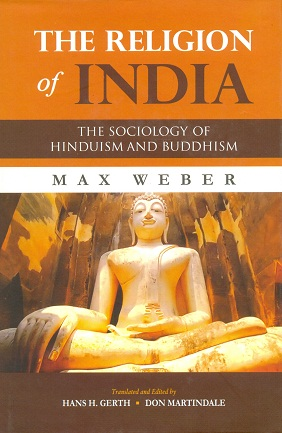 THE RELIGION
of INDIA
THE SOCIOLOGY OF
HINDUISM AND BUDDHISM
MAX WEBER
Translated and Edited by
HANS H. GERTH • DON MARTINDALE